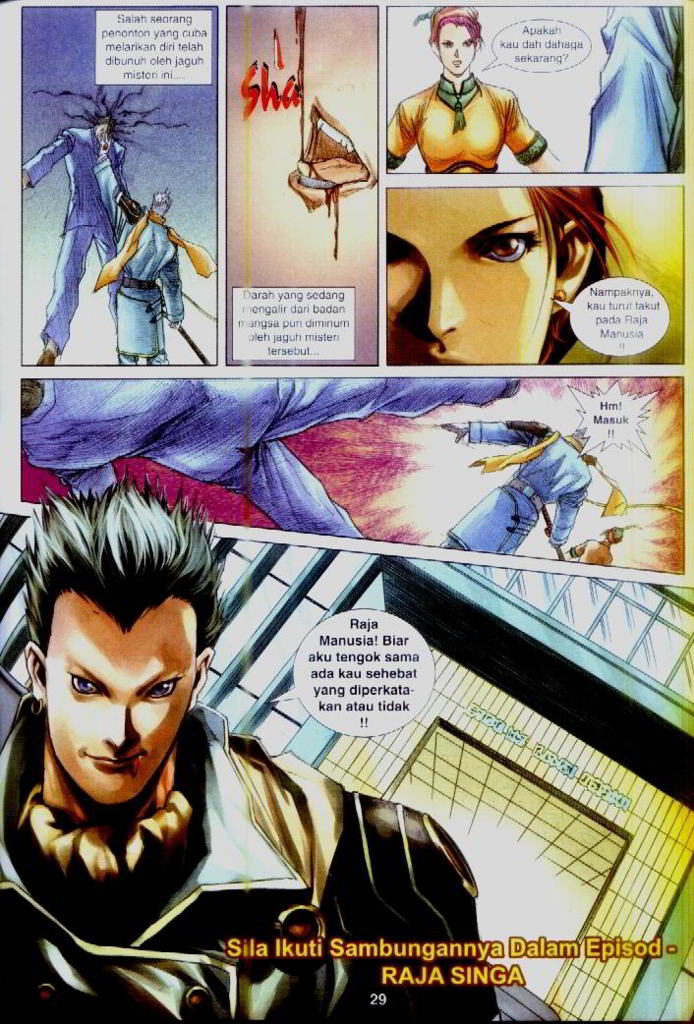 Salah seorang
penonton yang cuba
melarikan diri telah
dibunuh oleh jaguh
misteri ini....
Sha
Darah yang sedang
mengalir dari badan
mangsa pun diminum
oleh jaguh misteri
tersebut...
Apakah
kau dah dahaga
sekarang?
Nampaknya,
kau turut takut
pada Raja
Manusia
!!
Hm!
Masuk
!!
Raja
Manusia! Biar
aku tengok sama
ada kau sehebat
yang diperkata-
kan atau tidak
!!
Sila Ikuti Sambungannya Dalam Episod -
RAJA SINGA
29